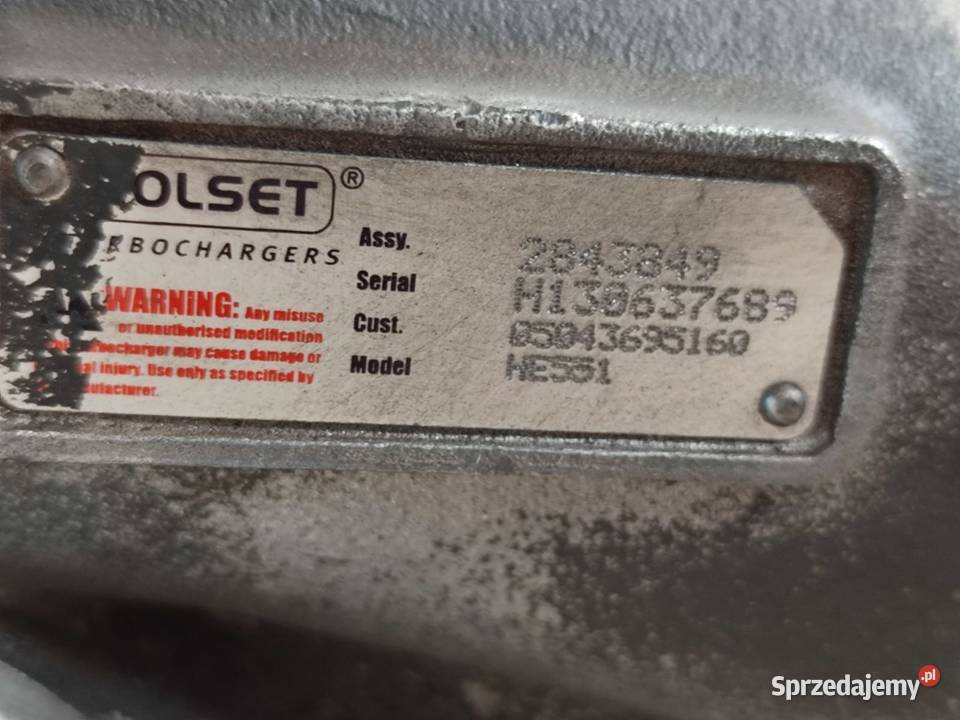 OLSET®
BOCHARGERS
WARNING: Any misuse
or unauthorised modification
may cause damage or
injury. Use only as specified by
Assy. 2843849
Serial M130637689
Cust. 05043695160
Model HE551
Sprzedajemy.pl